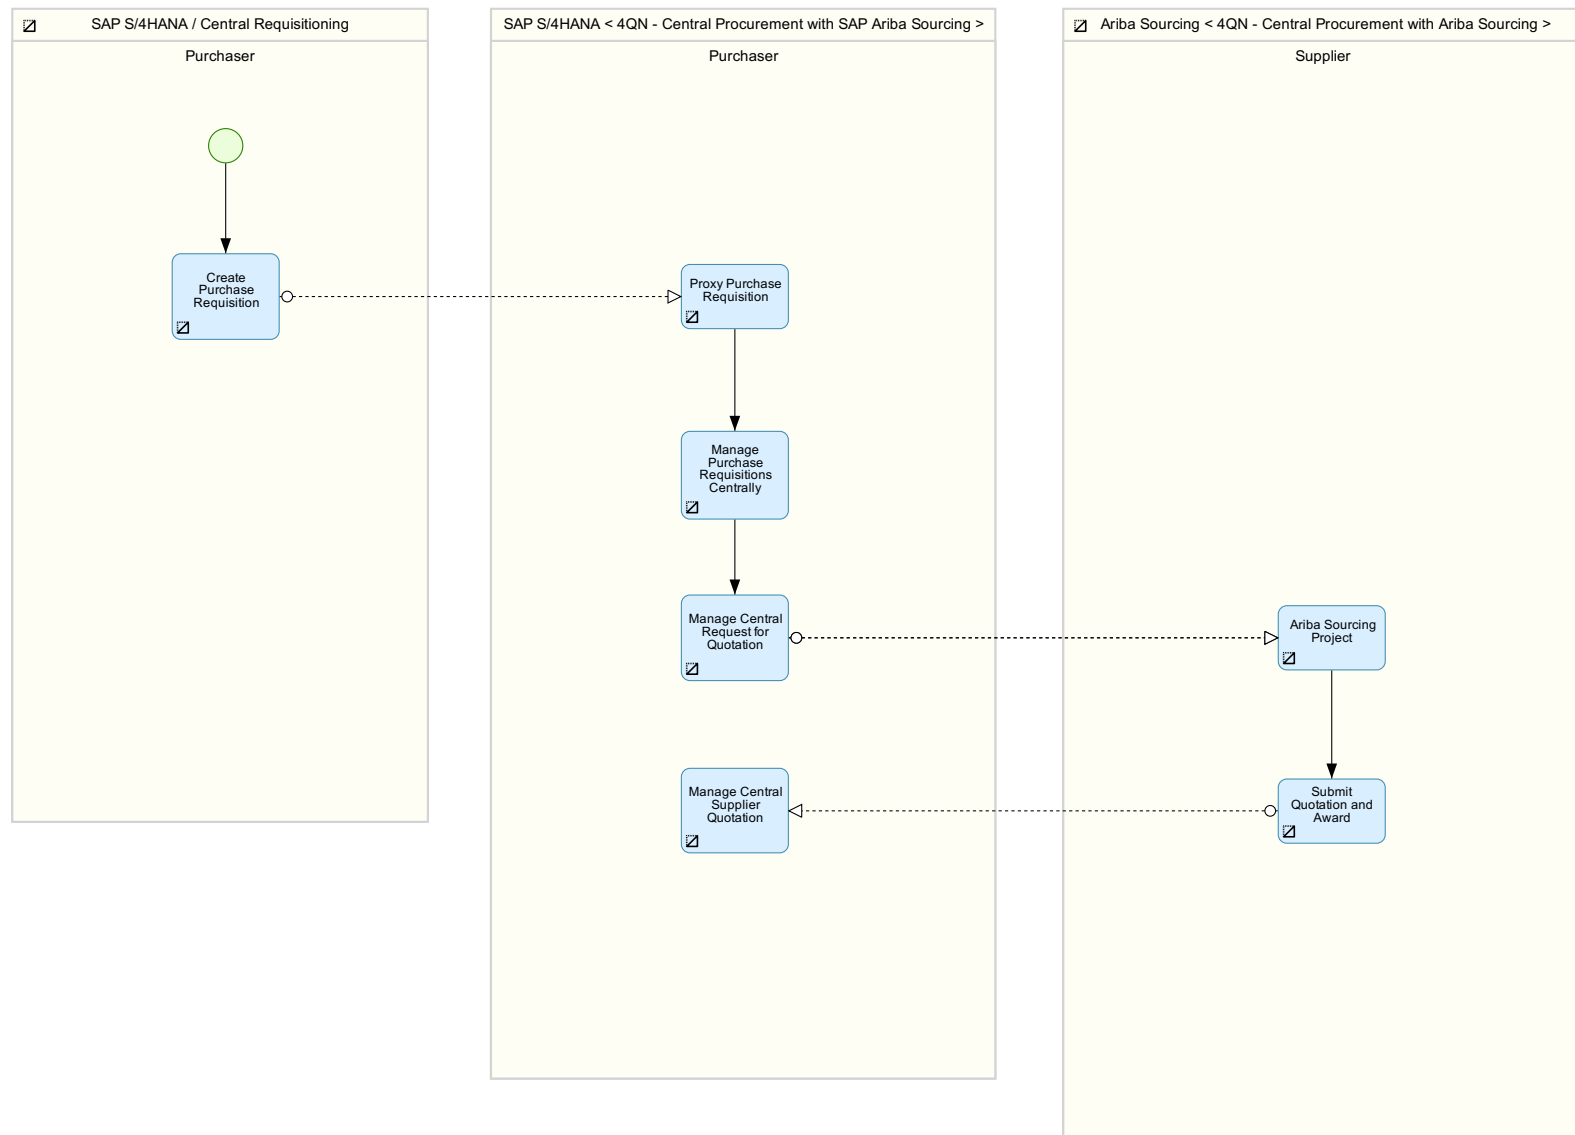 SAP S/4HANA / Central Requisitioning
Purchaser
Create
Purchase
Requisition
SAP S/4HANA < 4QN - Central Procurement with SAP Ariba Sourcing >
Purchaser
Proxy Purchase
Requisition
Manage
Purchase
Requisitions
Centrally
Manage Central
Request for
Quotation
Manage Central
Supplier
Quotation
Ariba Sourcing < 4QN - Central Procurement with Ariba Sourcing >
Supplier
Ariba Sourcing
Project
Submit
Quotation and
Award